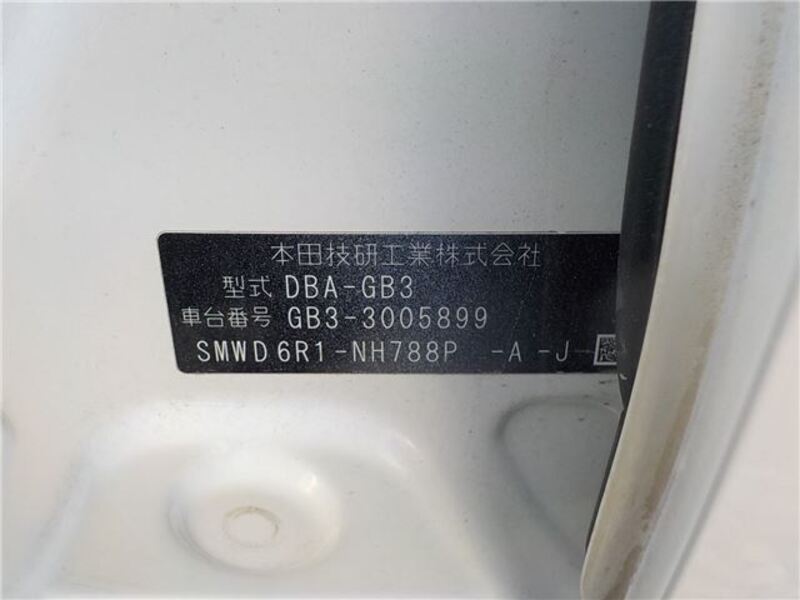 本田技研工業株式会社
型式 DBA-GB3
車台番号 GB3-3005899
SMWD6R1-NH788P -A -J